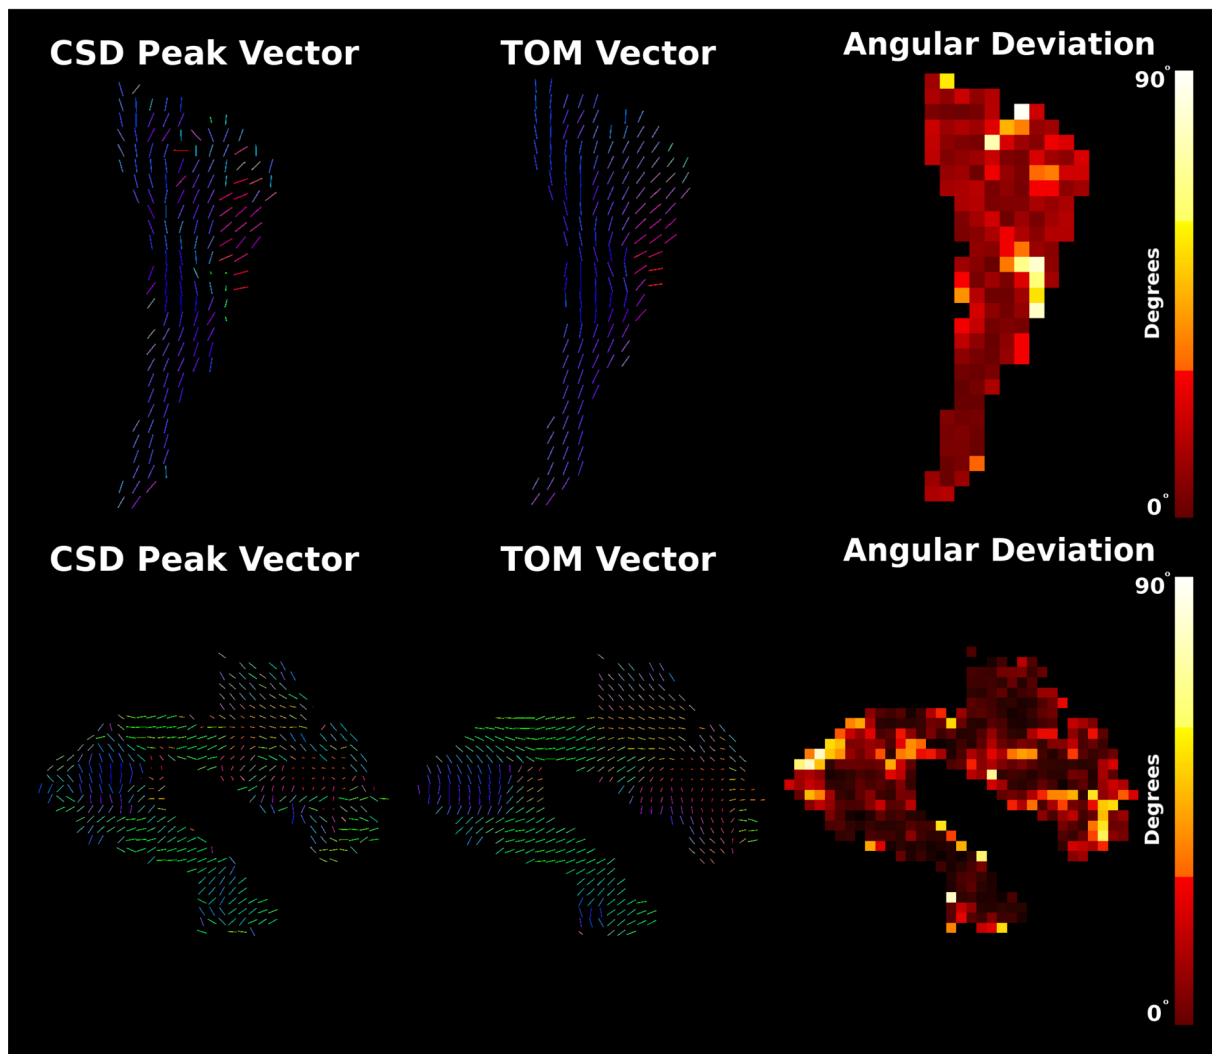 CSD Peak Vector TOM Vector Angular Deviation
90°
Degrees
0°
CSD Peak Vector TOM Vector Angular Deviation
90°
Degrees
0°